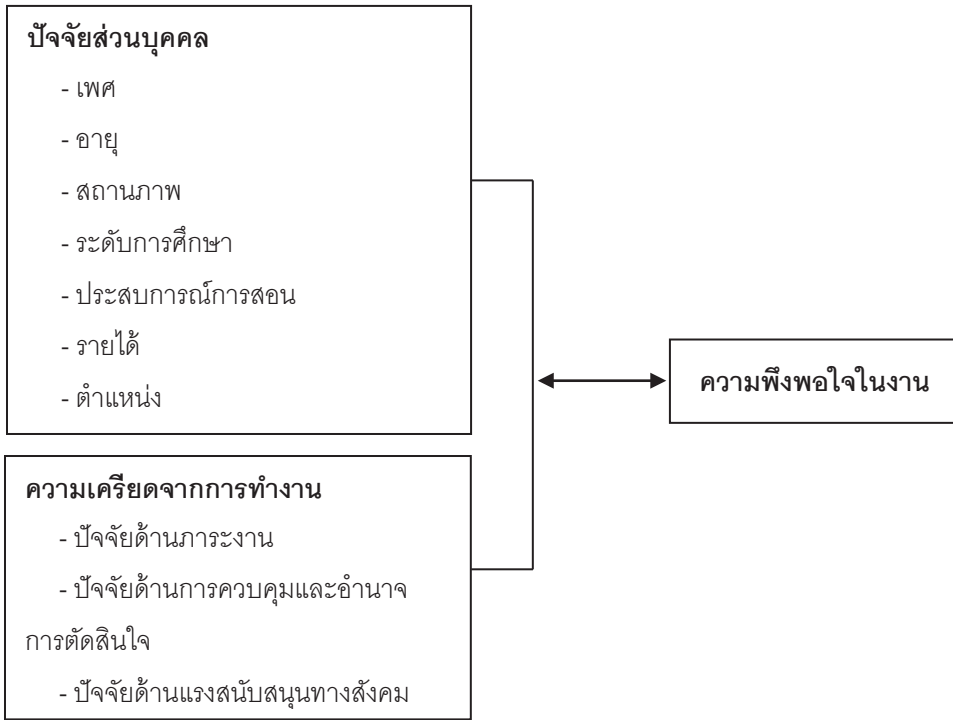 ปัจจัยส่วนบุคคล
- เพศ
- อายุ
- สถานภาพ
- ระดับการศึกษา
- ประสบการณ์การสอน
- รายได้
- ตำแหน่ง
ความพึงพอใจในงาน
ความเครียดจากการทำงาน
- ปัจจัยด้านภาระงาน
- ปัจจัยด้านการควบคุมและอำนาจ
การตัดสินใจ
- ปัจจัยด้านแรงสนับสนุนทางสังคม